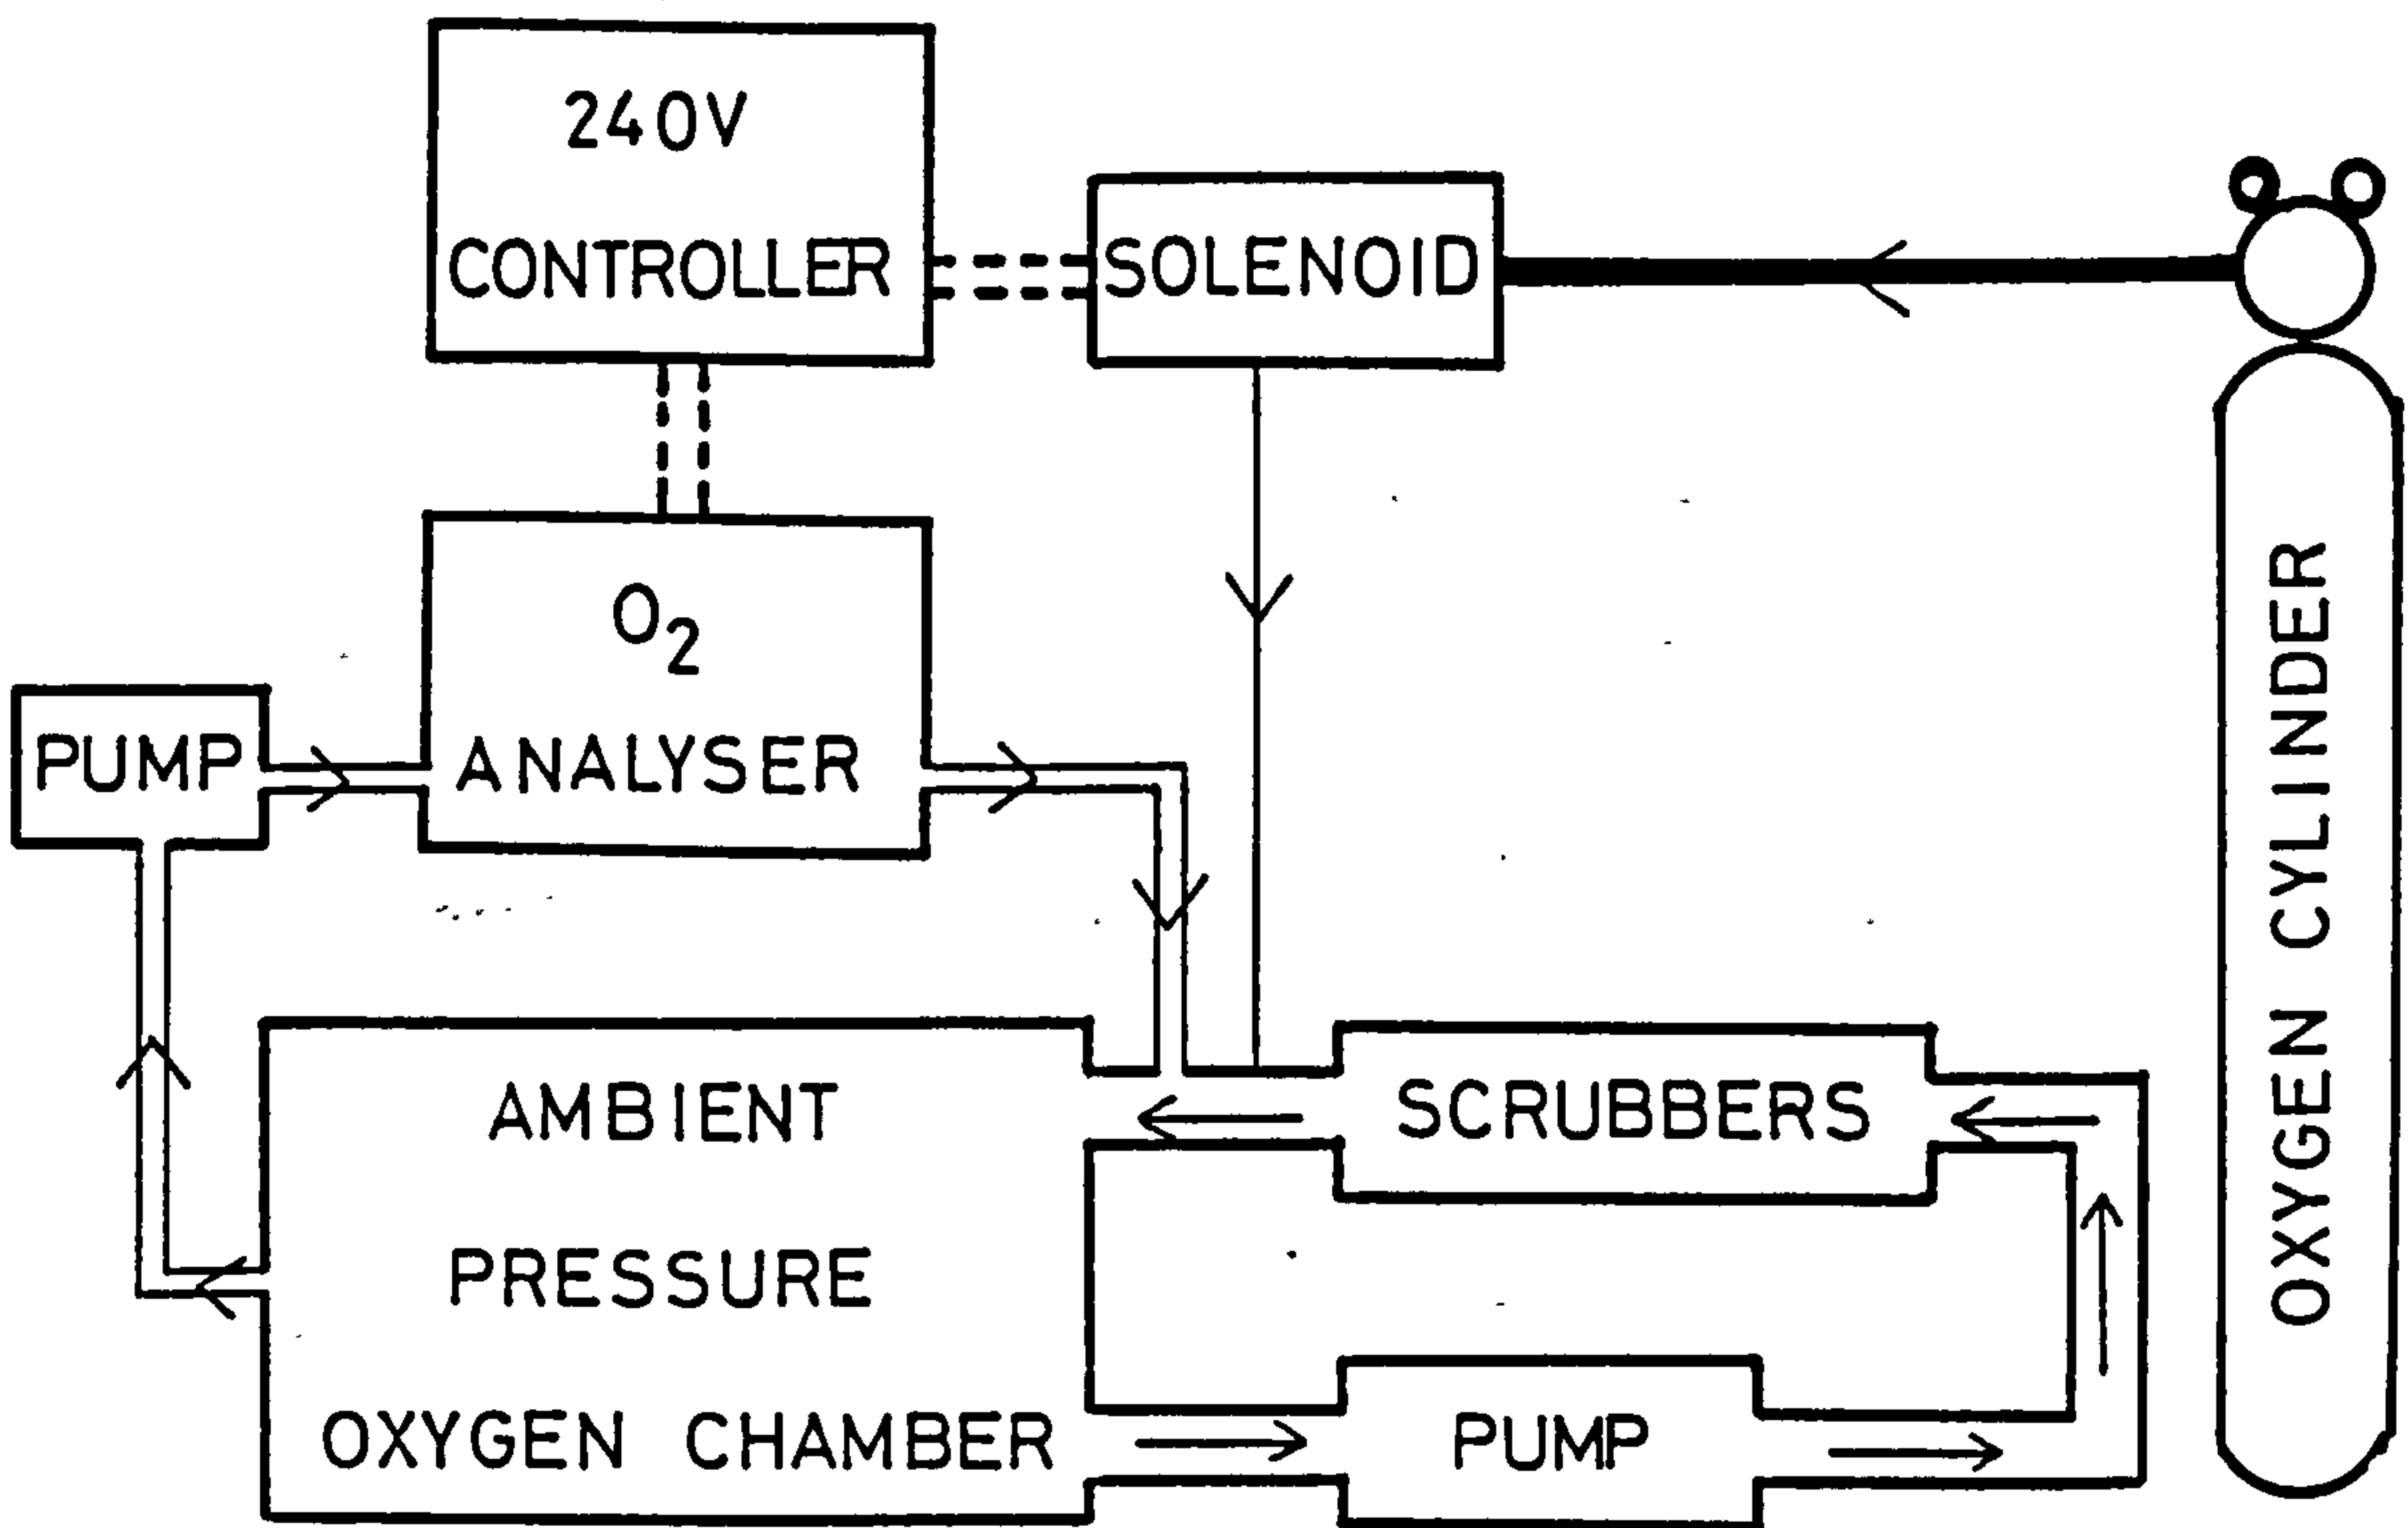 240V
CONTROLLER
SOLENOID
O₂
ANALYSER
PUMP
OXYGEN CYLINDER
AMBIENT
PRESSURE
OXYGEN CHAMBER
SCRUBBERS
PUMP